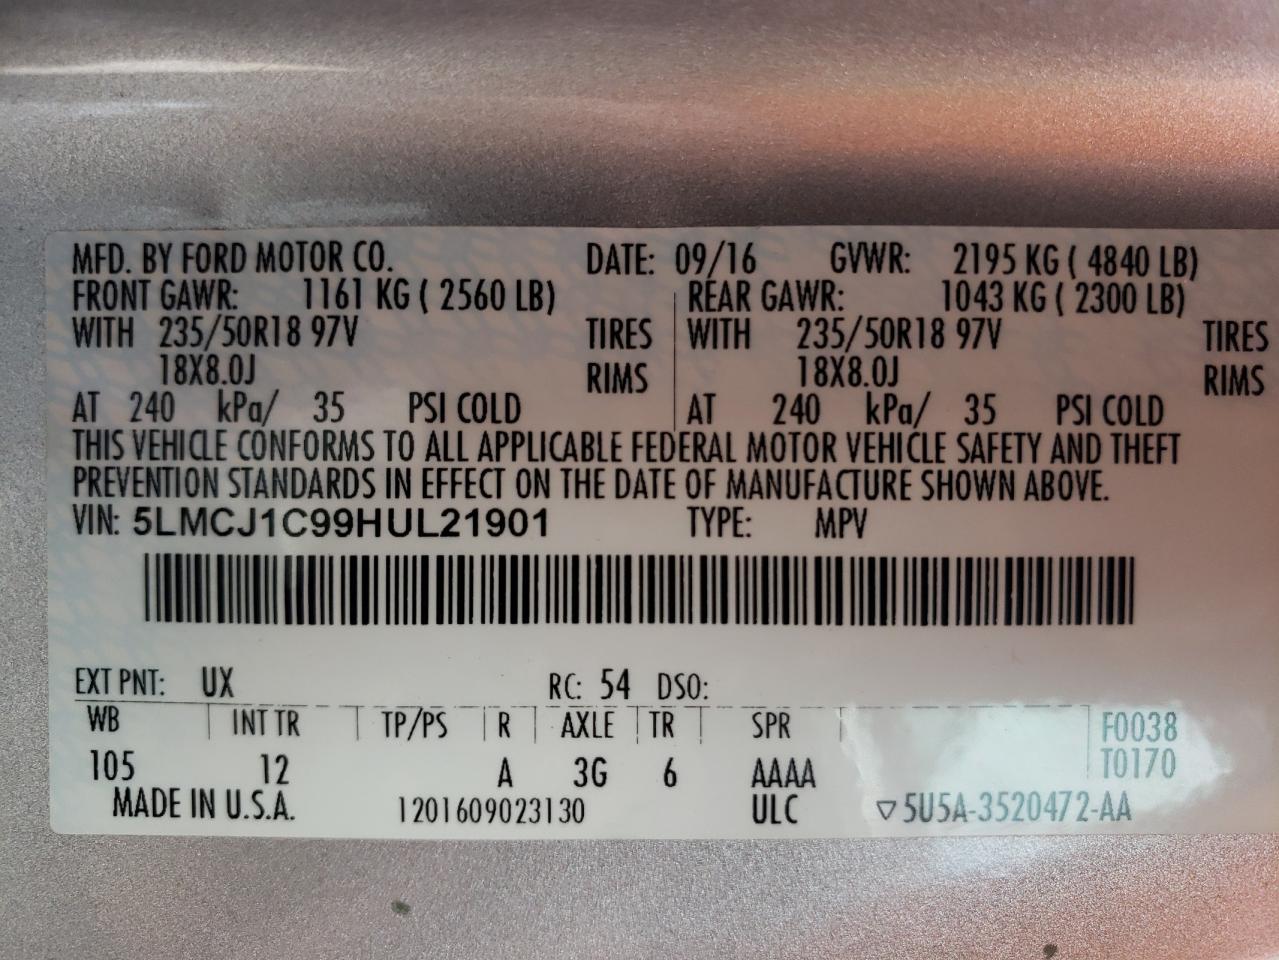 MFD. BY FORD MOTOR CO. DATE: 09/16 GVWR: 2195 KG ( 4840 LB)
FRONT GAWR: 1161 KG ( 2560 LB) REAR GAWR: 1043 KG ( 2300 LB)
WITH 235/50R18 97V TIRES WITH 235/50R18 97V TIRES
18X8.0J RIMS 18X8.0J RIMS
AT 240 kPa/ 35 PSI COLD AT 240 kPa/ 35 PSI COLD
THIS VEHICLE CONFORMS TO ALL APPLICABLE FEDERAL MOTOR VEHICLE SAFETY AND THEFT
PREVENTION STANDARDS IN EFFECT ON THE DATE OF MANUFACTURE SHOWN ABOVE.
VIN: 5LMCJ1C99HUL21901 TYPE: MPV
EXT PNT: UX RC: 54 DSO:
WB INT TR TP/PS R AXLE TR SPR F0038
105 12 A 3G 6 AAAA T0170
MADE IN U.S.A. 1201609023130 ULC ▽5U5A-3520472-AA